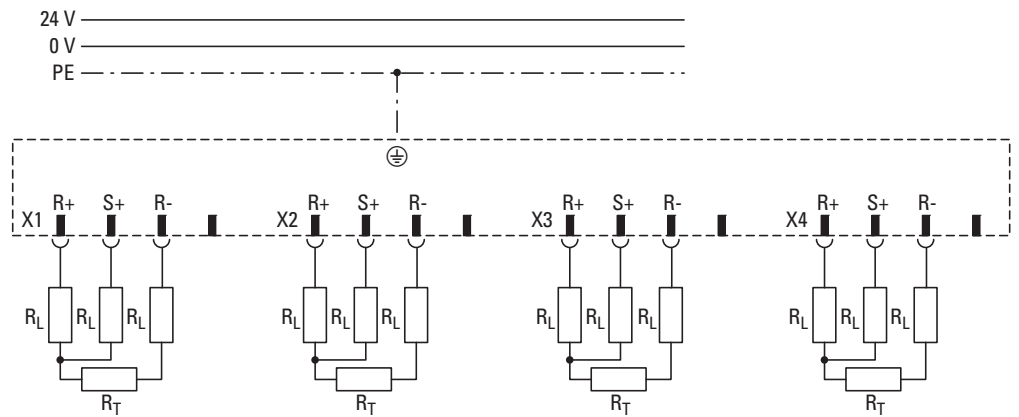 24 V
0 V
PE
X1 R+ S+ R- X2 R+ S+ R- X3 R+ S+ R- X4 R+ S+ R-
RL RL RL RL RL RL RL RL RL RL RL RL
RT RT RT RT